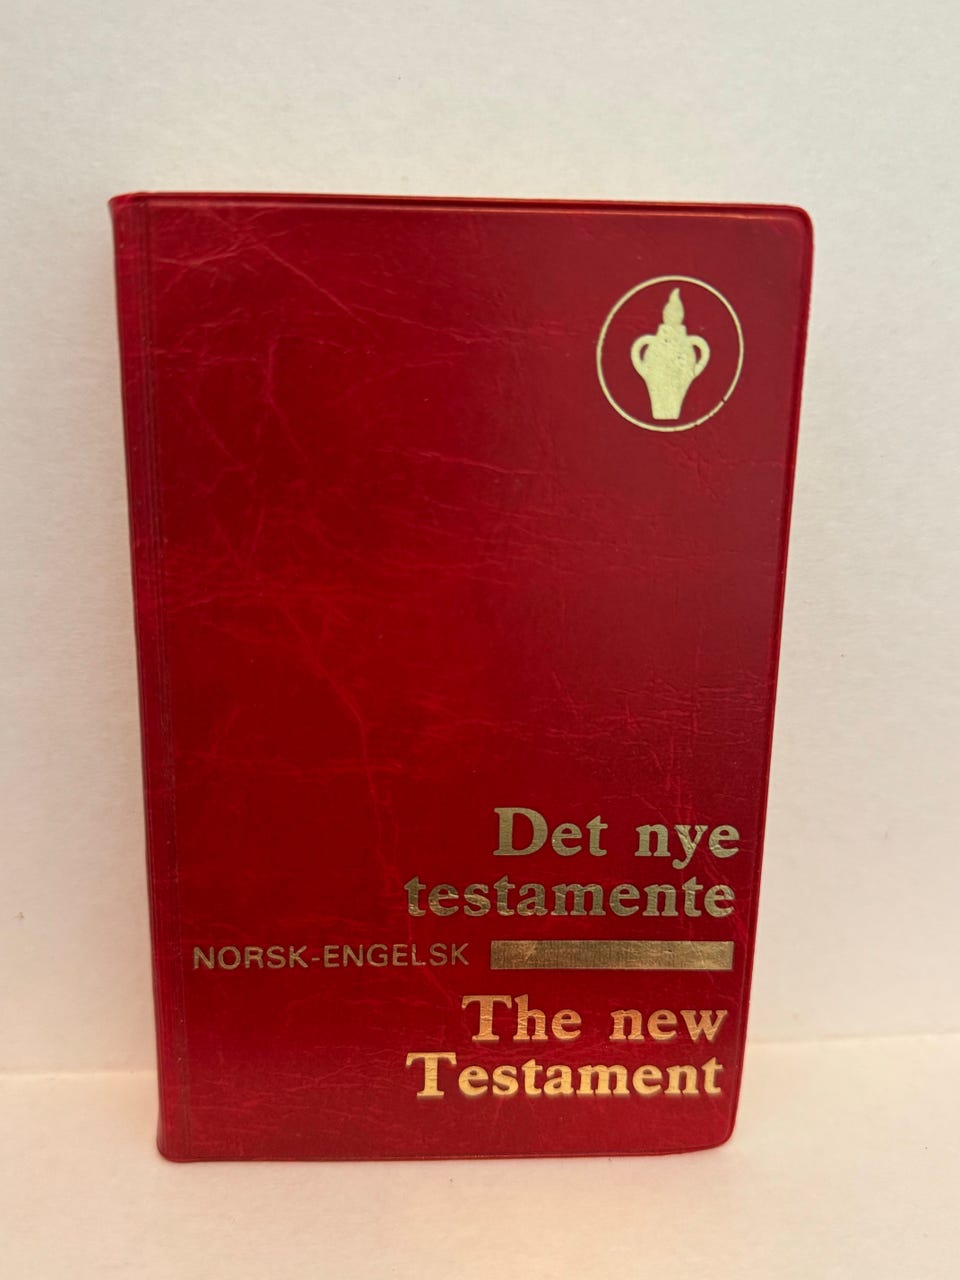 Det nye
testamente
NORSK-ENGELSK
The new
Testament